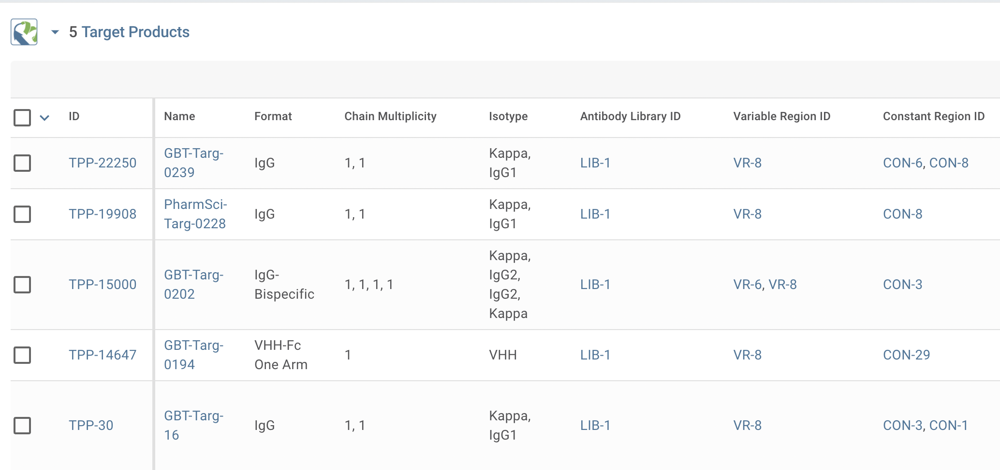 5 Target Products
ID Name Format Chain Multiplicity Isotype Antibody Library ID Variable Region ID Constant Region ID
TPP-22250 GBT-Targ- IgG 1, 1 Kappa, LIB-1 VR-8 CON-6, CON-8
0239 IgG1
TPP-19908 PharmSci- IgG 1, 1 Kappa, LIB-1 VR-8 CON-8
Targ-0228 IgG1
TPP-15000 GBT-Targ- IgG- 1, 1, 1, 1 Kappa, LIB-1 VR-6, VR-8 CON-3
0202 Bispecific IgG2,
IgG2,
Kappa
TPP-14647 GBT-Targ- VHH-Fc 1 VHH LIB-1 VR-8 CON-29
0194 One Arm
TPP-30 GBT-Targ- IgG 1, 1 Kappa, LIB-1 VR-8 CON-3, CON-1
16 IgG1